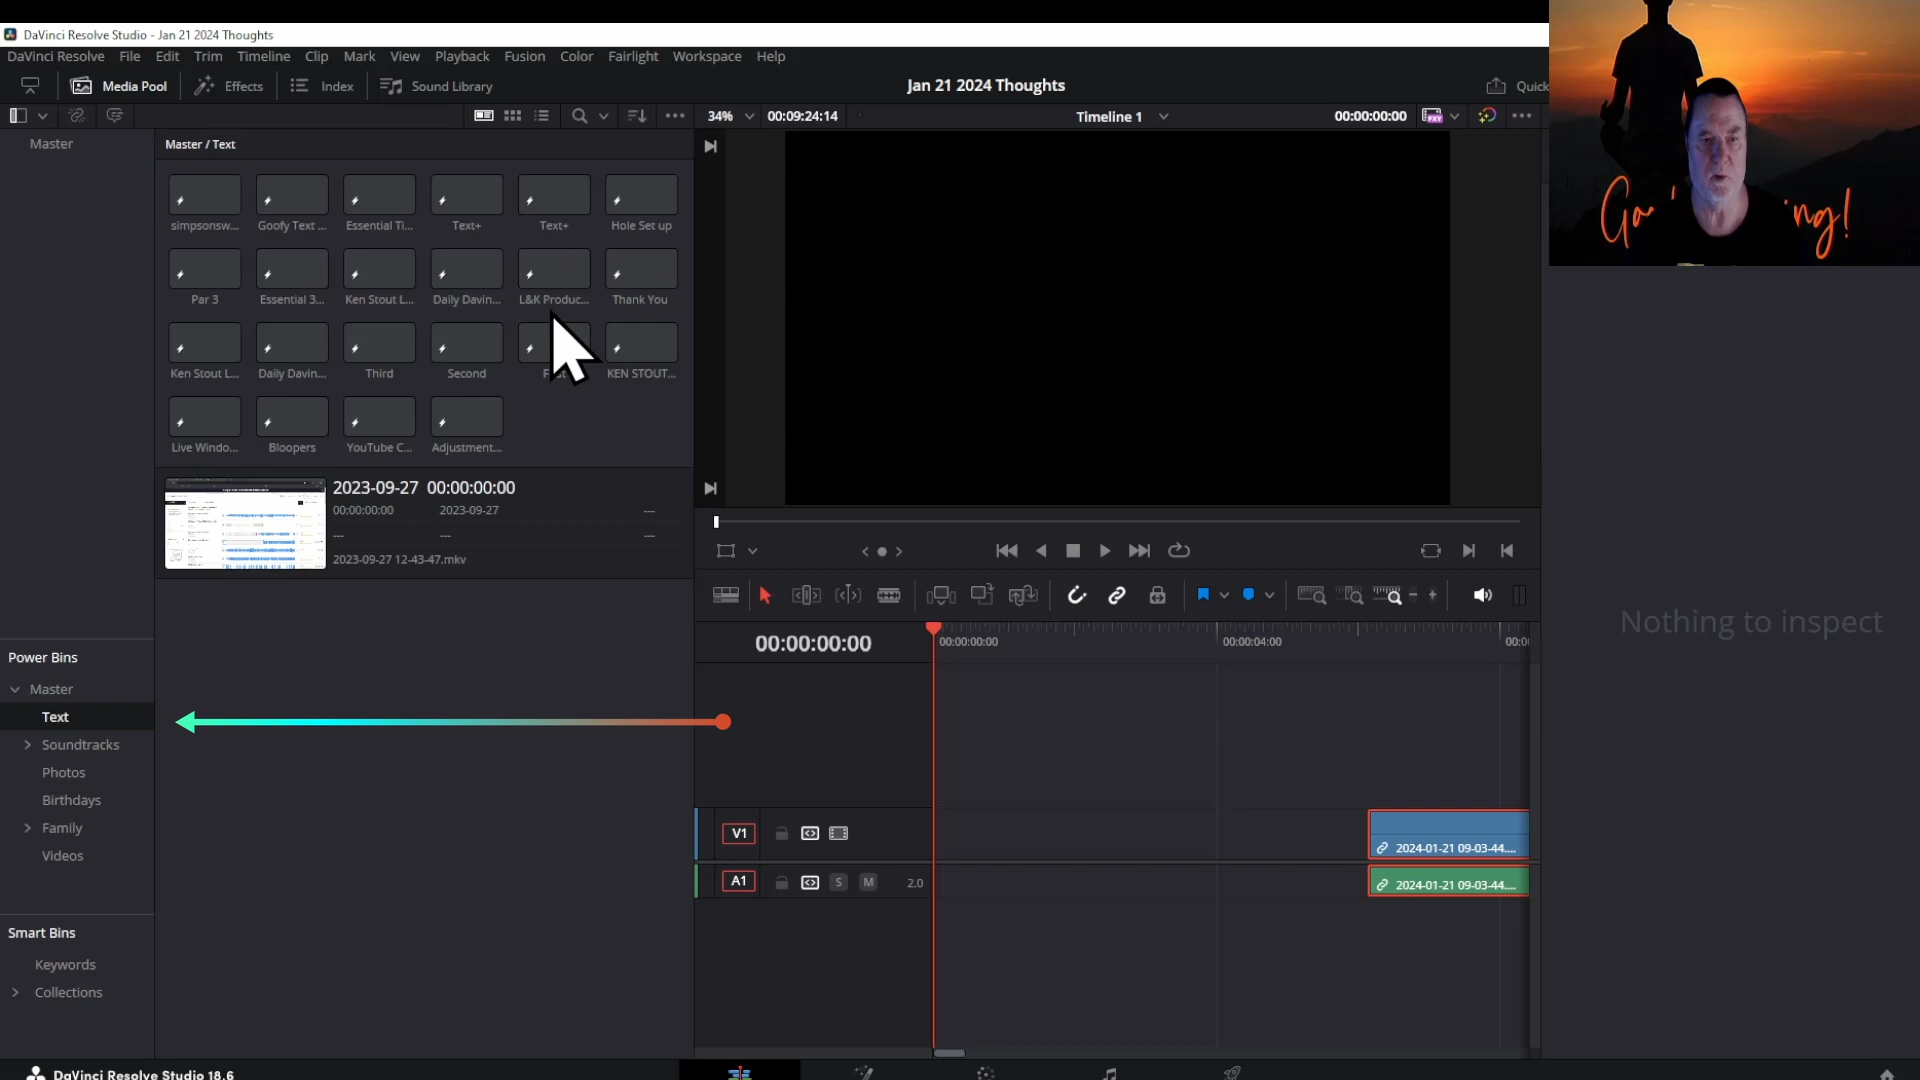 DaVinci Resolve Studio - Jan 21 2024 Thoughts
DaVinci Resolve File Edit Trim Timeline Clip Mark View Playback Fusion Color Fairlight Workspace Help
Media Pool Effects Index Sound Library Jan 21 2024 Thoughts Quick
34% 00:09:24:14 Timeline 1 00:00:00:00 PXY
Master
Master / Text
simpsonsw... Goofy Text ... Essential Ti... Text+ Text+ Hole Set up
Par 3 Essential 3... Ken Stout L... Daily Davin... L&K Produc... Thank You
Ken Stout L... Daily Davin... Third Second KEN STOUT...
Live Windo... Bloopers YouTube C... Adjustment...
2023-09-27 00:00:00:00
00:00:00:00 2023-09-27
2023-09-27 12-43-47.mkv
00:00:00:00
00:00:00:00 00:00:04:00 00:00
Nothing to inspect
Power Bins
Master
Text
Soundtracks
Photos
Birthdays
Family
Videos
V1
2024-01-21 09-03-44....
A1 S M 2.0
2024-01-21 09-03-44....
Smart Bins
Keywords
Collections
DaVinci Resolve Studio 18.6